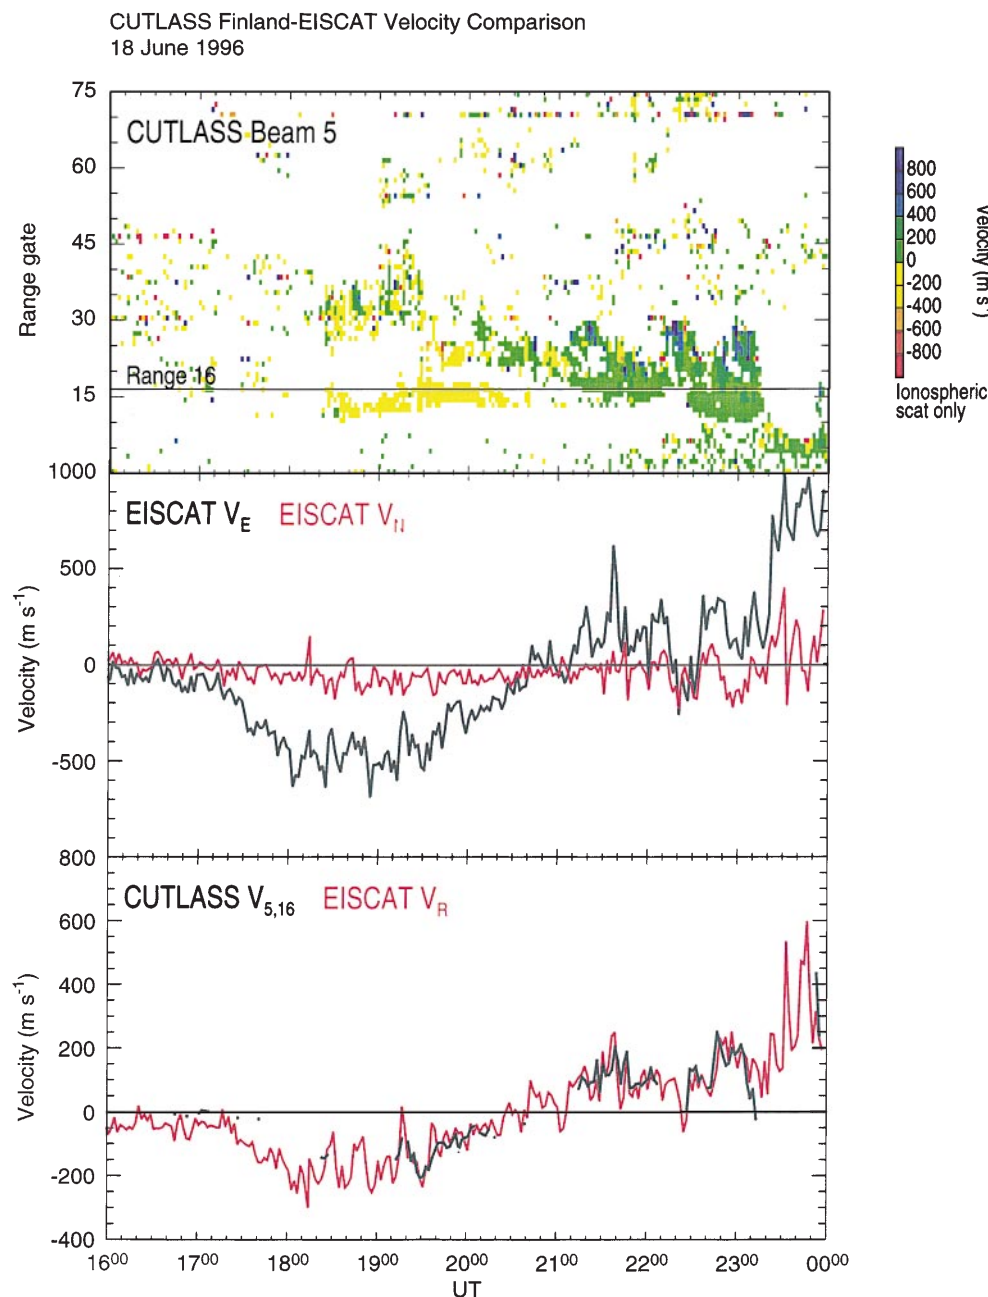 CUTLASS Finland-EISCAT Velocity Comparison
18 June 1996
75
60
45
30
15
Range gate
CUTLASS Beam 5
Range 16
800
600
400
200
0
-200
-400
-600
-800
Velocity (m s-1)
Ionospheric
scat only
1000
500
0
-500
Velocity (m s-1)
EISCAT VE EISCAT VN
800
600
400
200
0
-200
-400
Velocity (m s-1)
CUTLASS V5,16 EISCAT VR
1600 1700 1800 1900 2000 2100 2200 2300 0000
UT